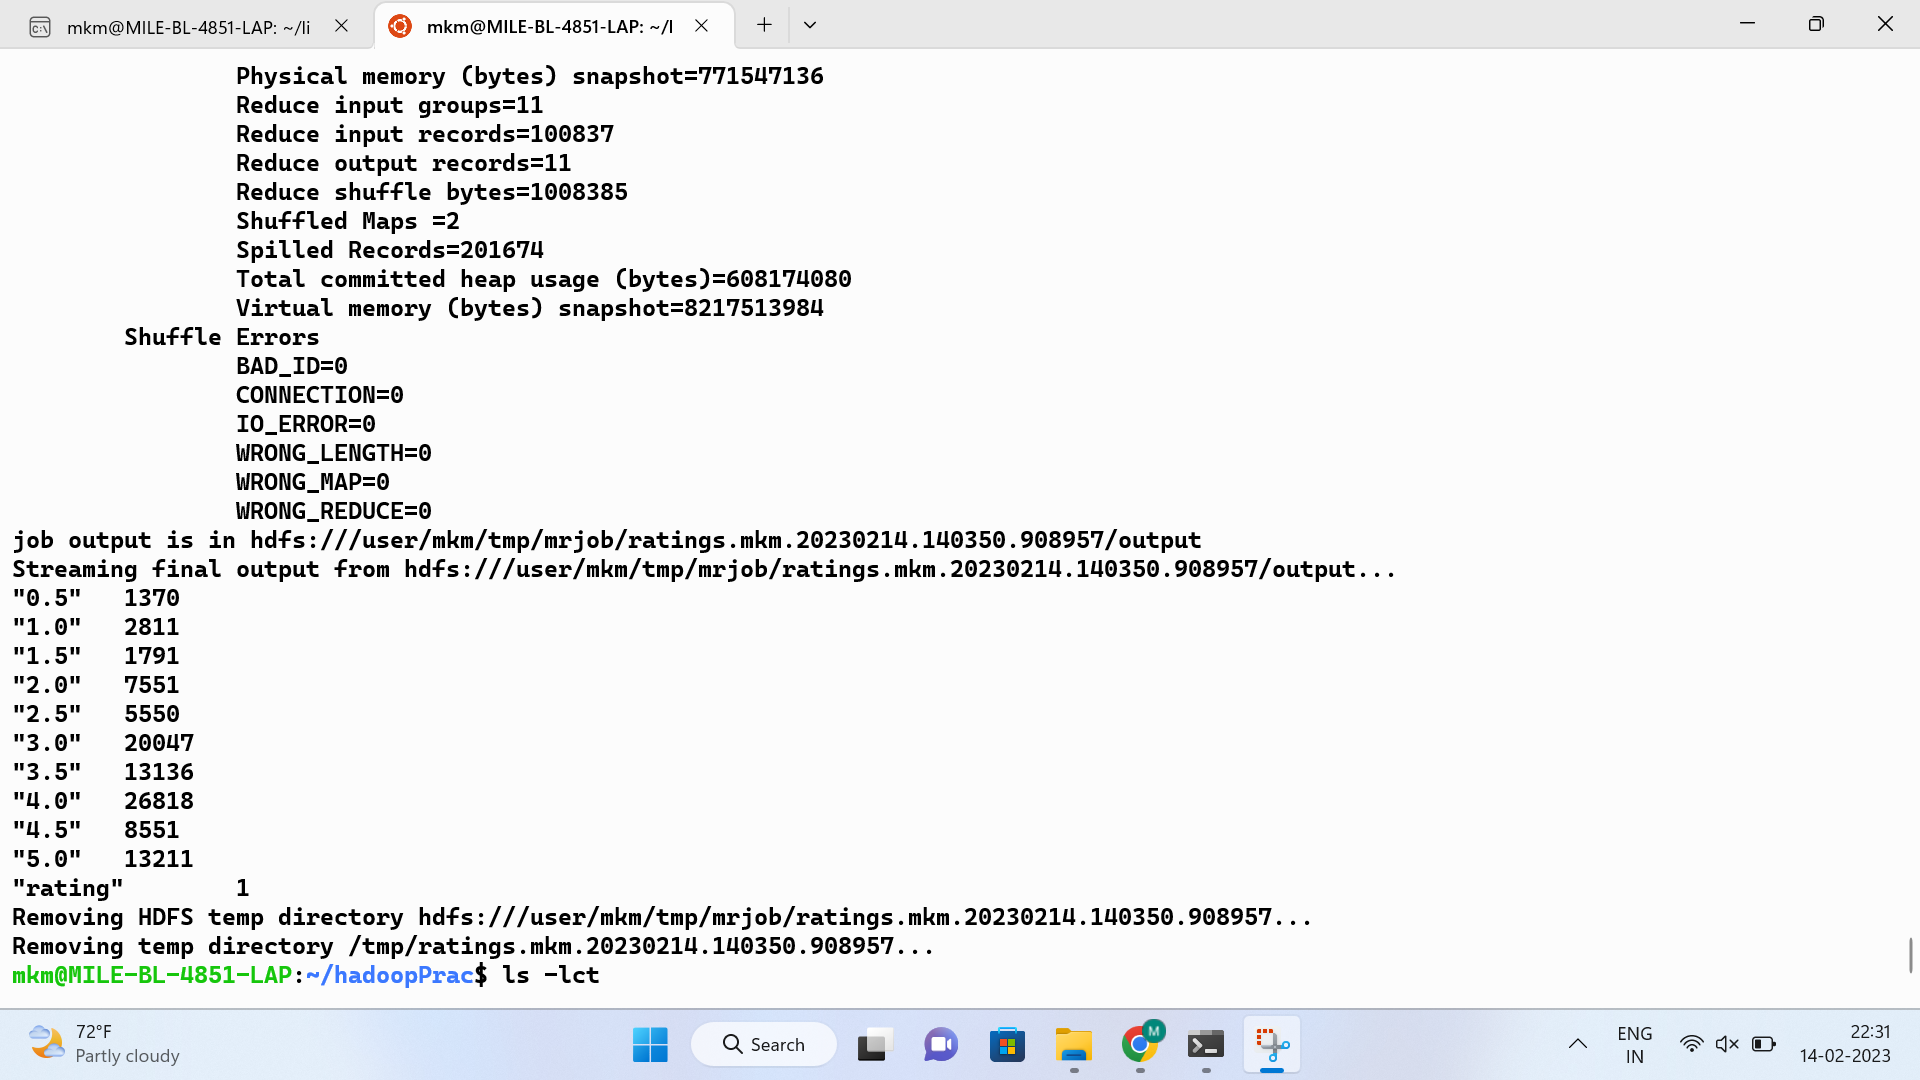 mkm@MILE-BL-4851-LAP: ~/li
mkm@MILE-BL-4851-LAP: ~/l
Physical memory (bytes) snapshot=771547136
Reduce input groups=11
Reduce input records=100837
Reduce output records=11
Reduce shuffle bytes=1008385
Shuffled Maps =2
Spilled Records=201674
Total committed heap usage (bytes)=608174080
Virtual memory (bytes) snapshot=8217513984
Shuffle Errors
BAD_ID=0
CONNECTION=0
IO_ERROR=0
WRONG_LENGTH=0
WRONG_MAP=0
WRONG_REDUCE=0
job output is in hdfs:///user/mkm/tmp/mrjob/ratings.mkm.20230214.140350.908957/output
Streaming final output from hdfs:///user/mkm/tmp/mrjob/ratings.mkm.20230214.140350.908957/output...
"0.5" 1370
"1.0" 2811
"1.5" 1791
"2.0" 7551
"2.5" 5550
"3.0" 20047
"3.5" 13136
"4.0" 26818
"4.5" 8551
"5.0" 13211
"rating" 1
Removing HDFS temp directory hdfs:///user/mkm/tmp/mrjob/ratings.mkm.20230214.140350.908957...
Removing temp directory /tmp/ratings.mkm.20230214.140350.908957...
mkm@MILE-BL-4851-LAP:~/hadoopPrac$ ls -lct
72°F
Partly cloudy
Search
M
ENG
IN
22:31
14-02-2023